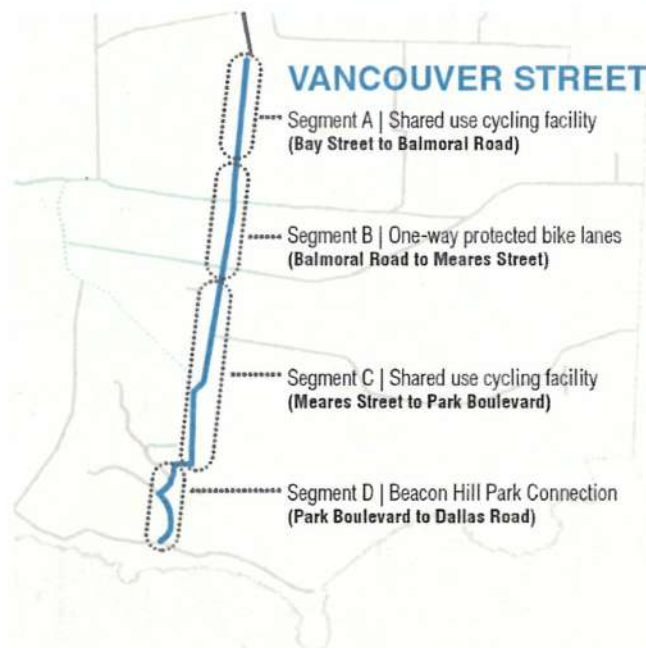 VANCOUVER STREET
Segment A | Shared use cycling facility
(Bay Street to Balmoral Road)
Segment B | One-way protected bike lanes
(Balmoral Road to Meares Street)
Segment C | Shared use cycling facility
(Meares Street to Park Boulevard)
Segment D | Beacon Hill Park Connection
(Park Boulevard to Dallas Road)